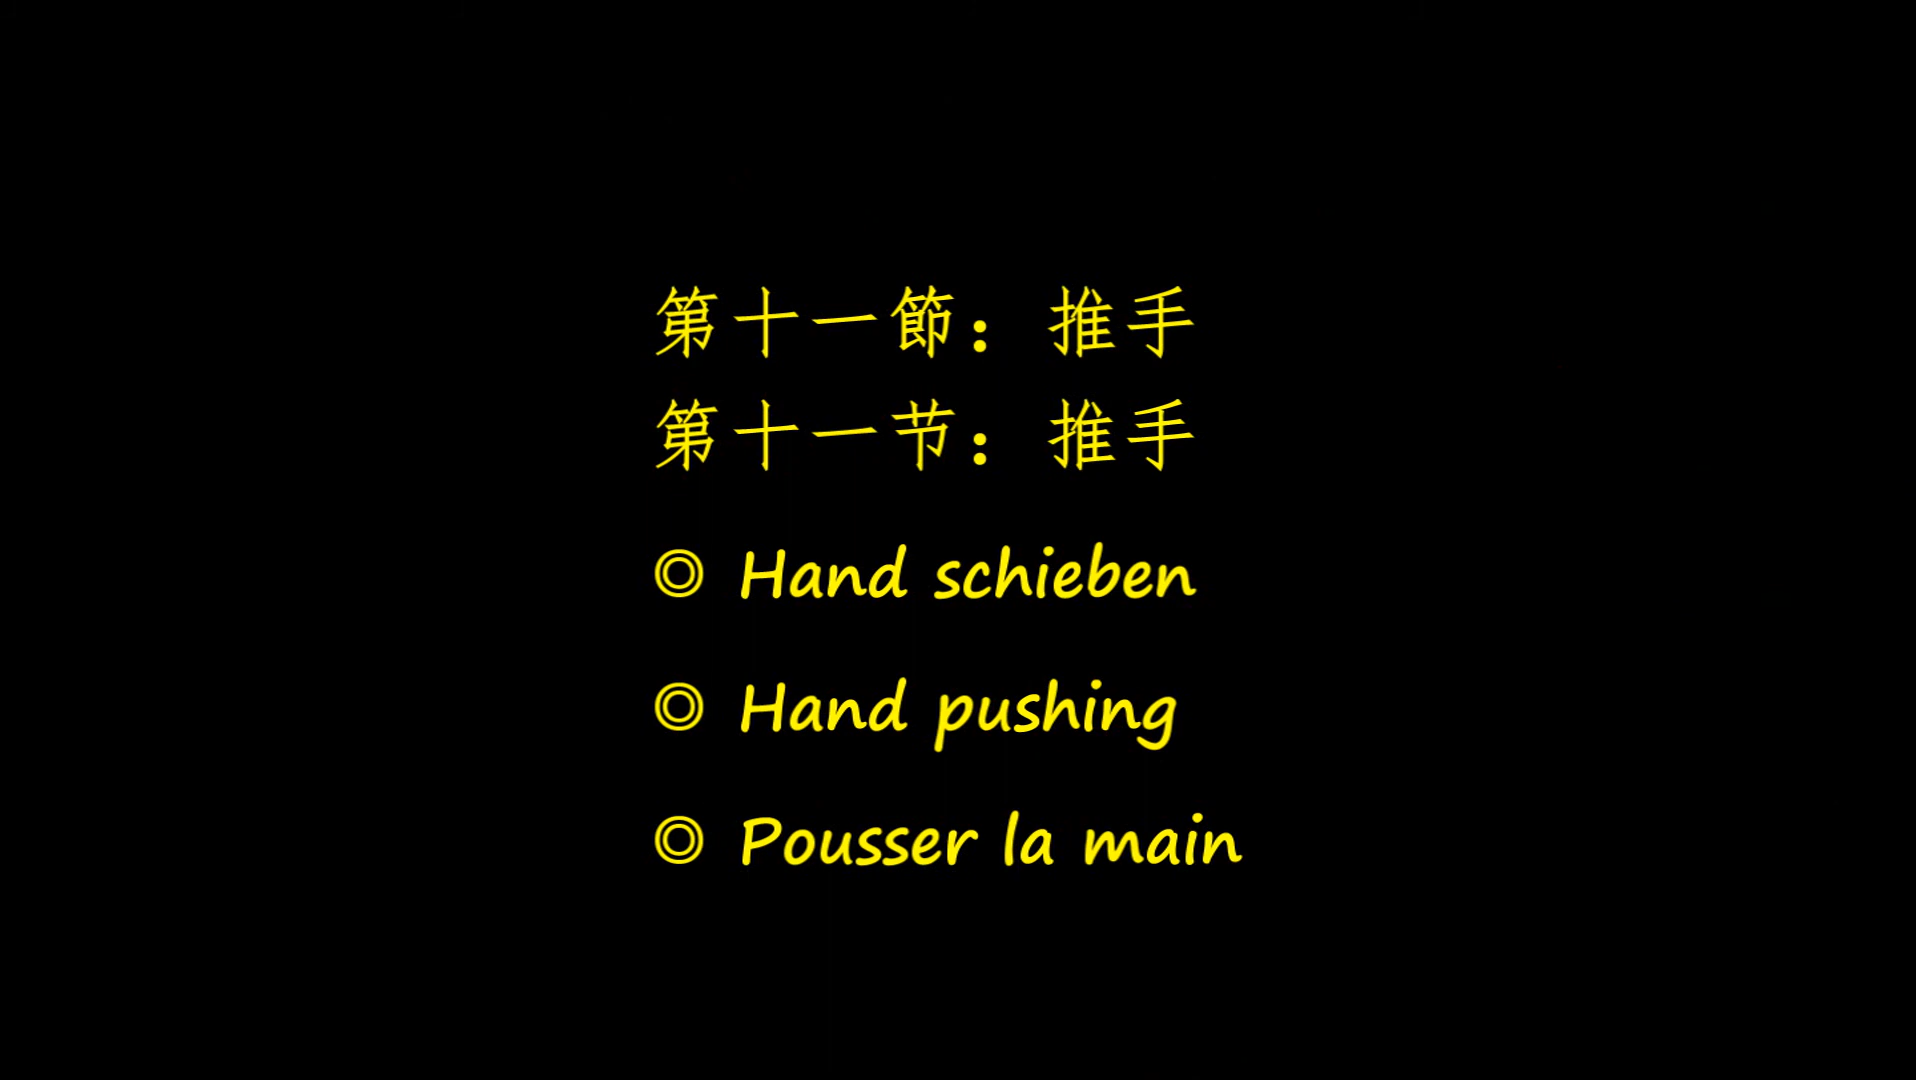 第十一節：推手
第十一节：推手
◎ Hand schieben
◎ Hand pushing
◎ Pousser la main